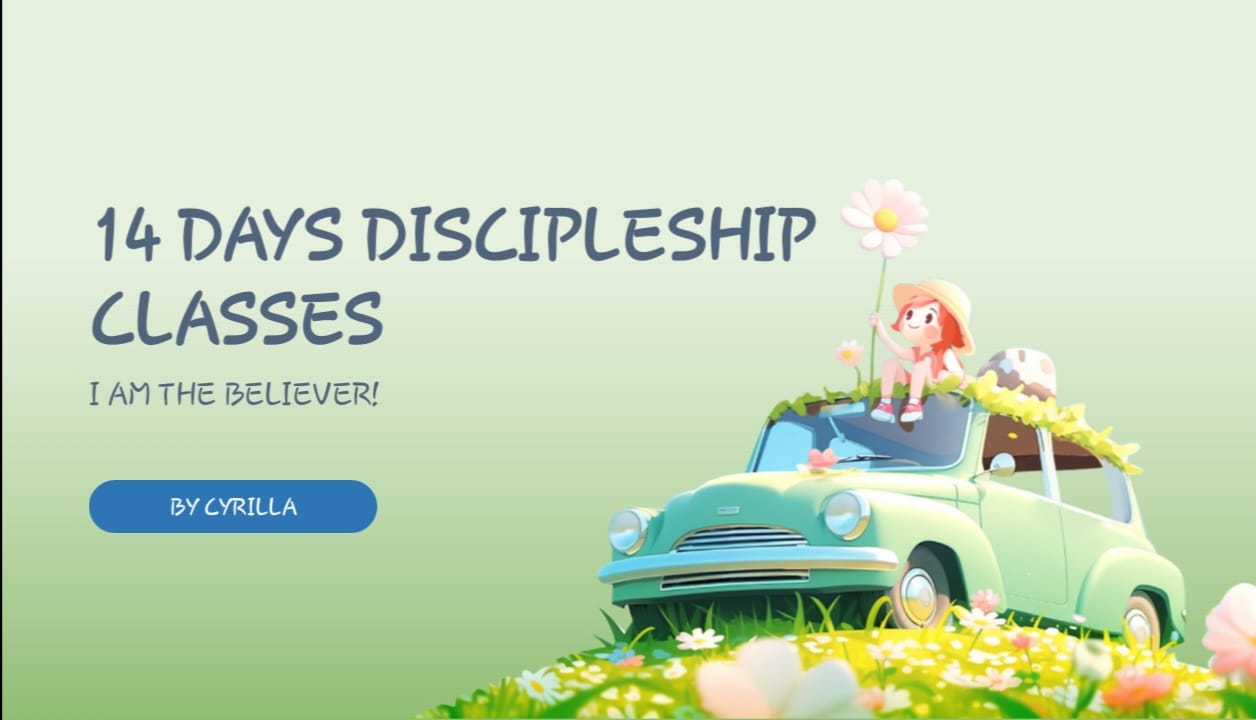 14 DAYS DISCIPLESHIP
CLASSES
I AM THE BELIEVER!
BY CYRILLA